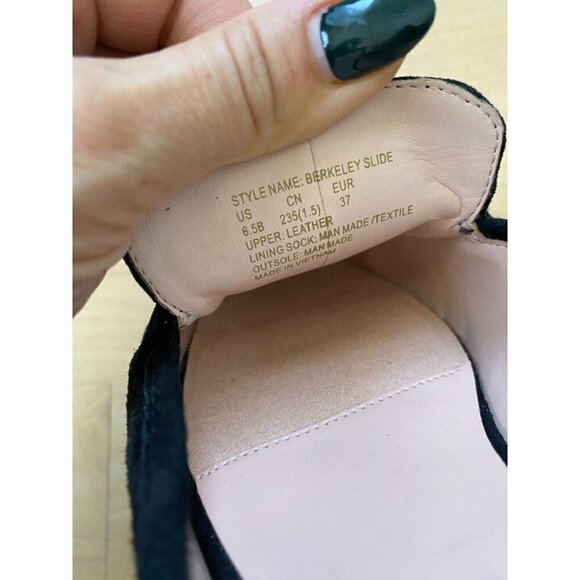 STYLE NAME: BERKELEY SLIDE
US CN EUR
6.5B 235(1.5) 37
UPPER: LEATHER
LINING SOCK: MAN MADE /TEXTILE
OUTSOLE: MAN MADE
MADE IN VIETNAM